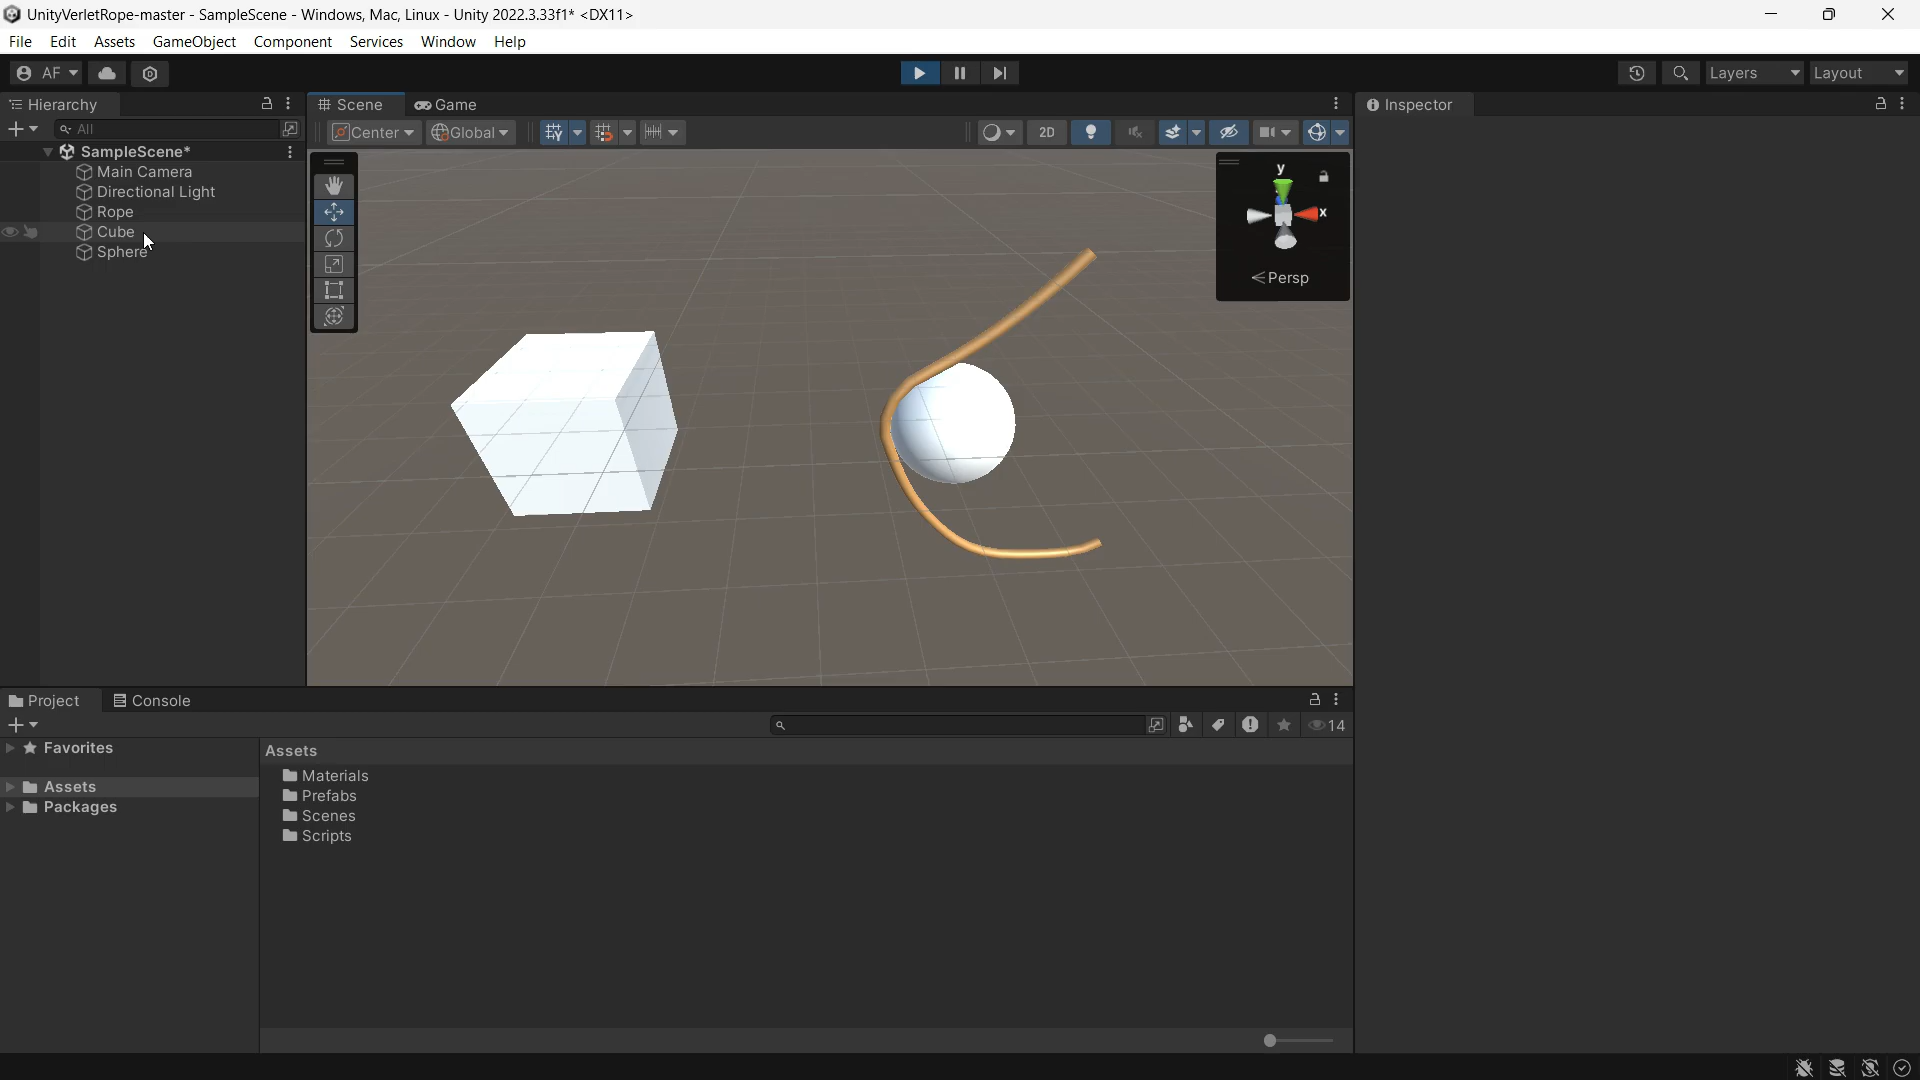 UnityVerletRope-master - SampleScene - Windows, Mac, Linux - Unity 2022.3.33f1* <DX11>
File Edit Assets GameObject Component Services Window Help
AF
Layers
Layout
Hierarchy
Scene
Game
Inspector
All
Center
Global
2D
SampleScene*
Main Camera
Directional Light
Rope
Cube
Sphere
y
x
Persp
Project
Console
14
Favorites
Assets
Packages
Assets
Materials
Prefabs
Scenes
Scripts